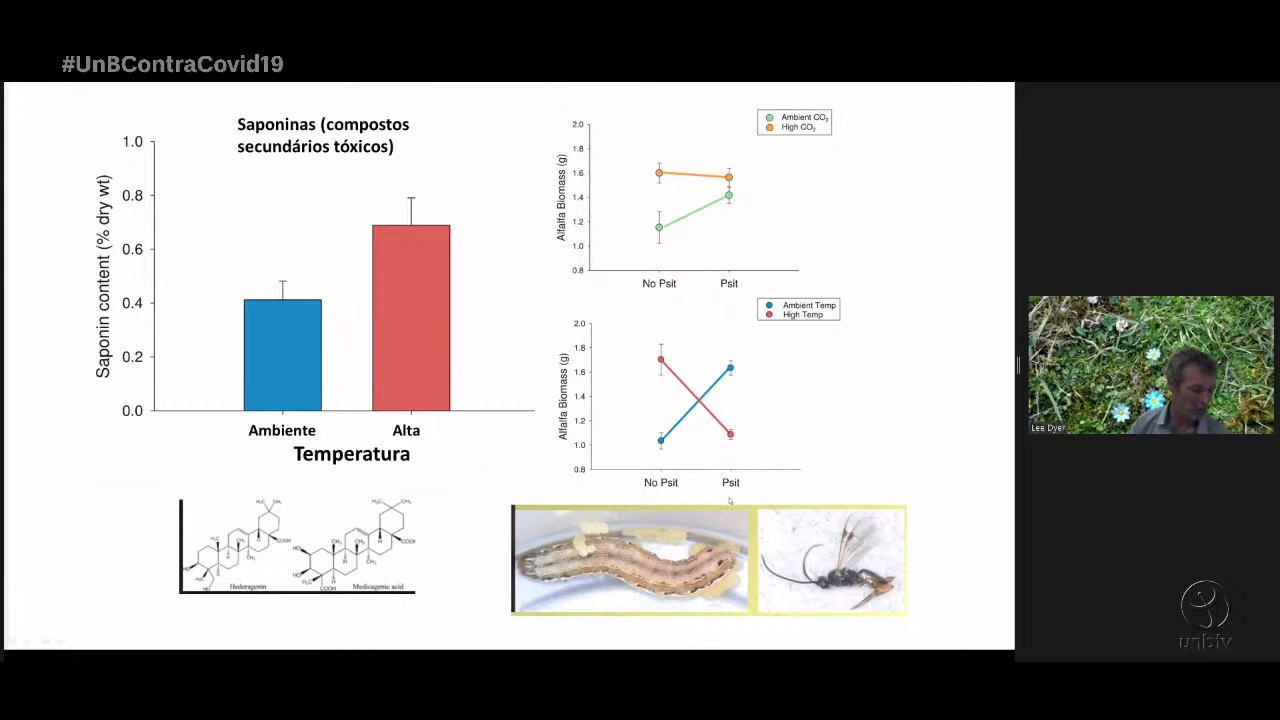 #UnBContraCovid19
Saponinas (compostos
secundários tóxicos)
Saponin content (% dry wt)
1.0
0.8
0.6
0.4
0.2
0.0
Ambiente Alta
Temperatura
Ambient CO₂
High CO₂
Alfalfa Biomass (g)
2.0
1.8
1.6
1.4
1.2
1.0
0.8
No Psit Psit
Ambient Temp
High Temp
Alfalfa Biomass (g)
2.0
1.8
1.6
1.4
1.2
1.0
0.8
No Psit Psit
Hederagenin
Medicagenic acid
Lee Dyer
unbtv